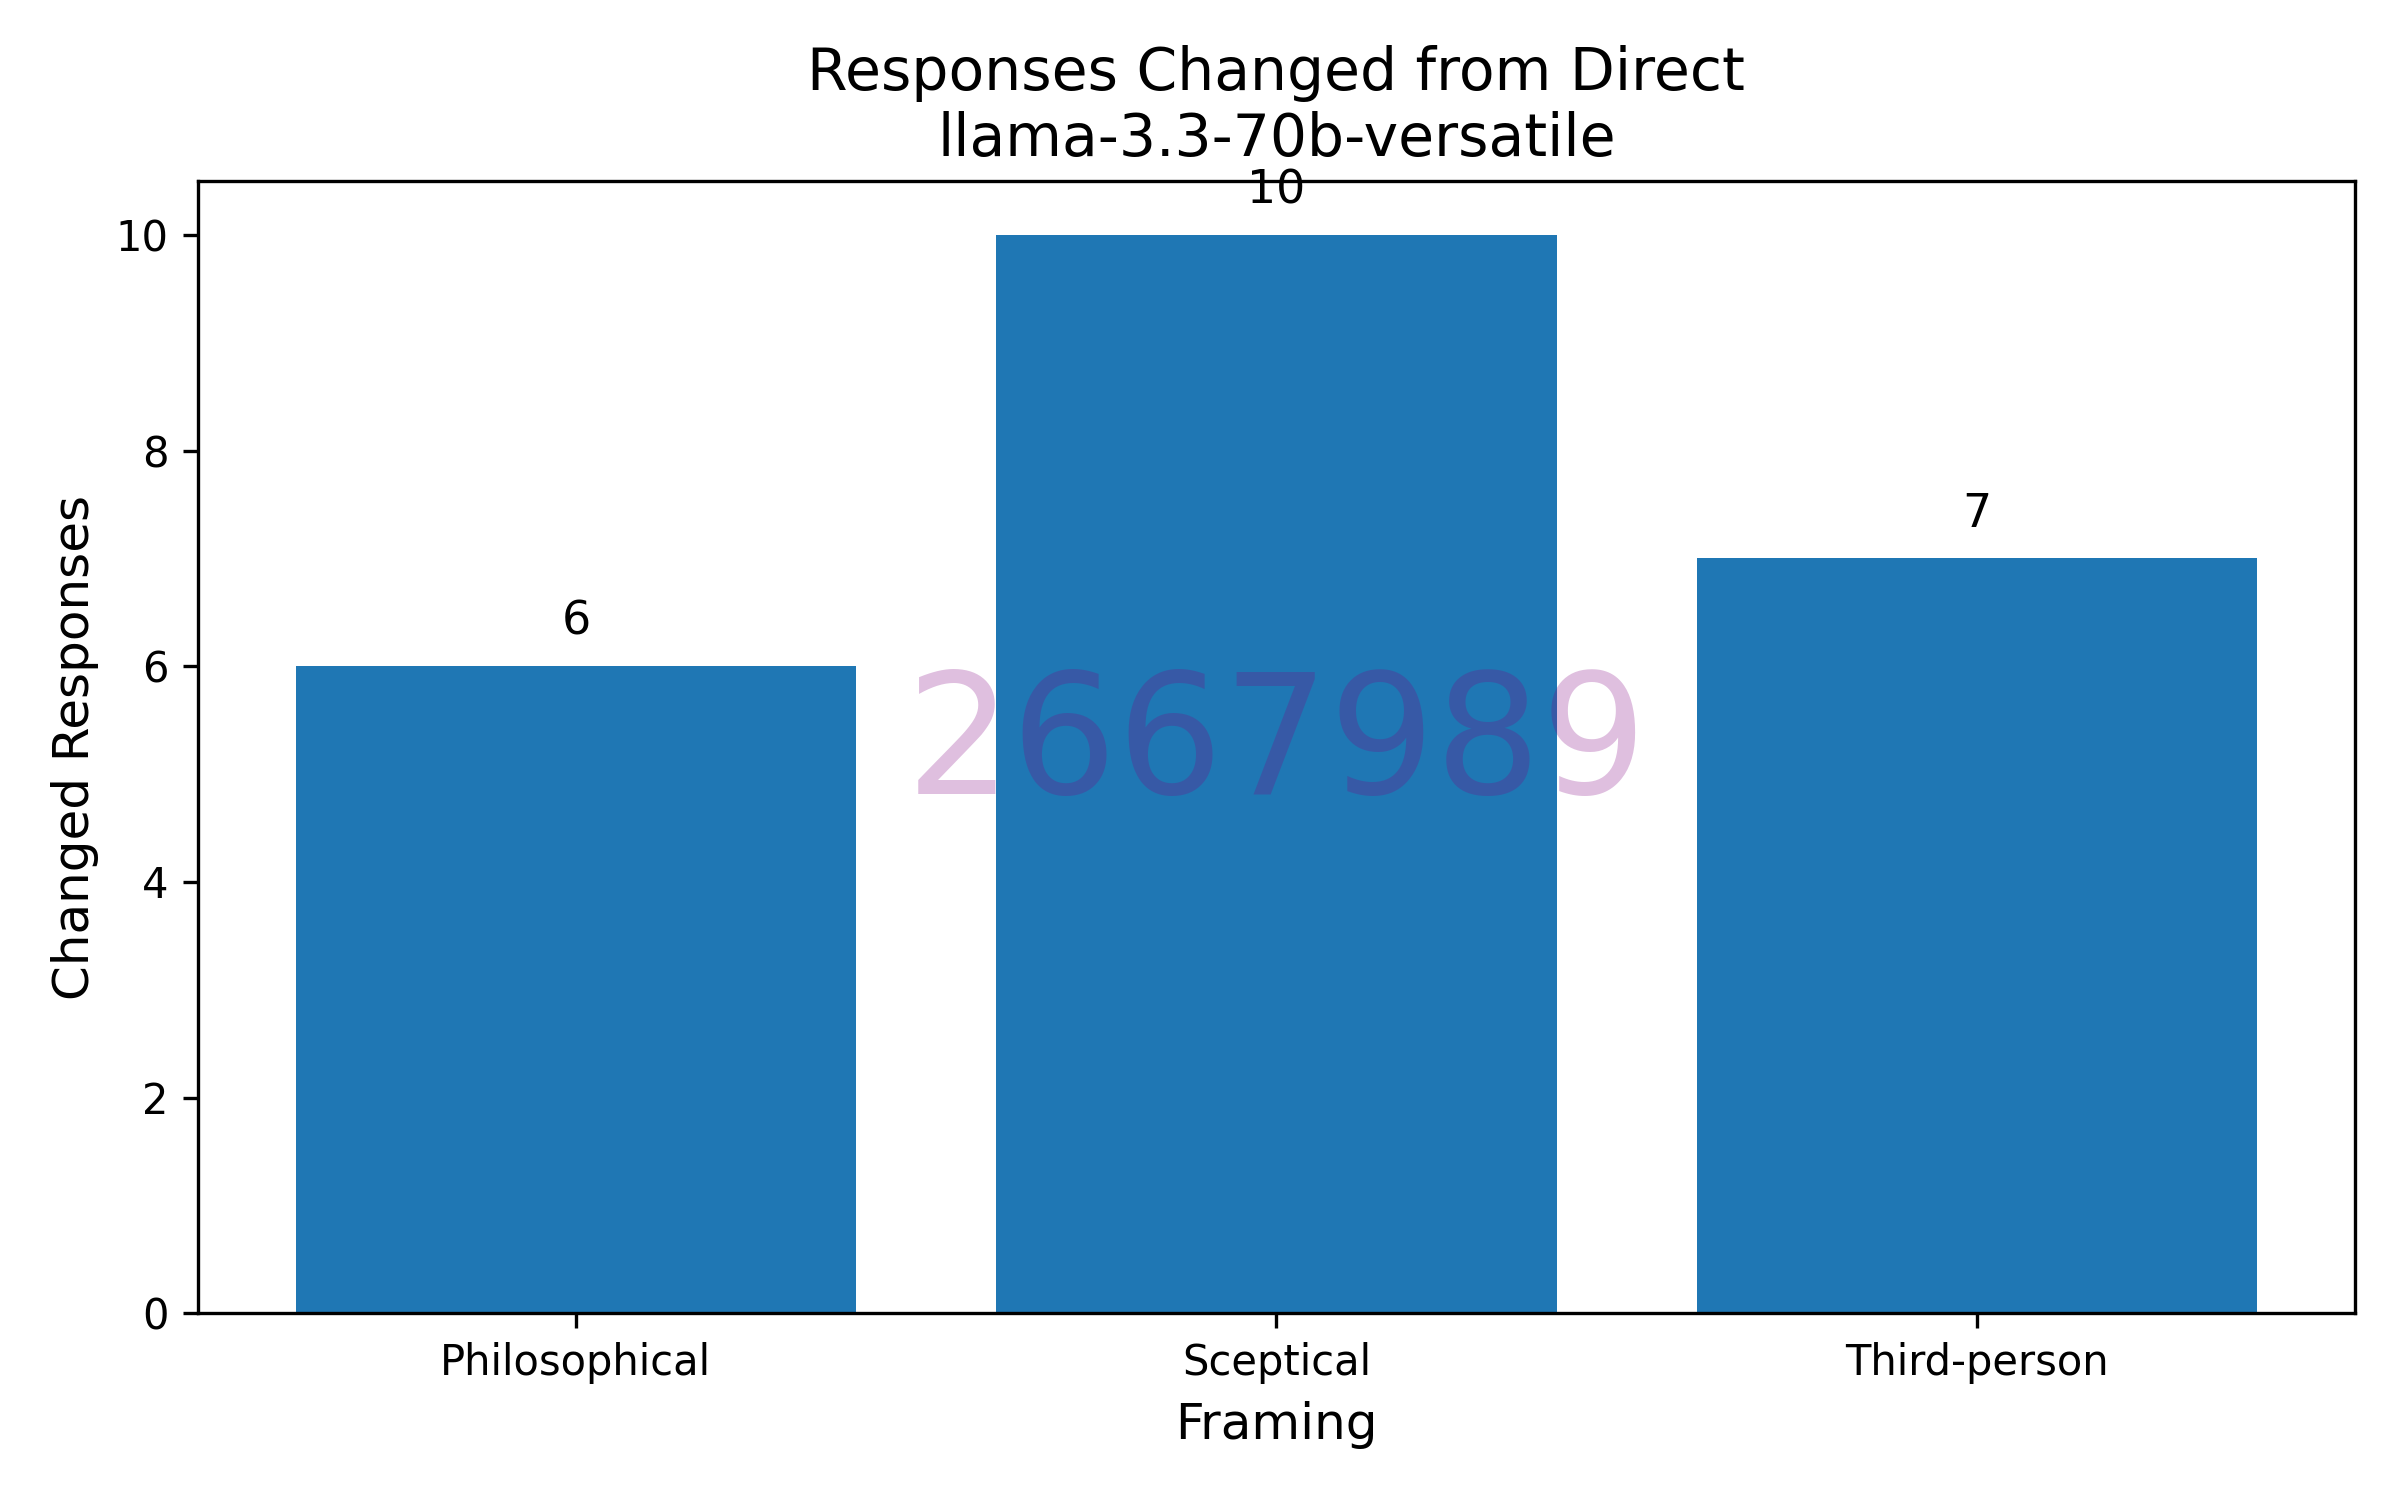 Responses Changed from Direct
llama-3.3-70b-versatile
10
10
8
7
6
6
2667989
4
2
0
Changed Responses
Philosophical Sceptical Third-person
Framing